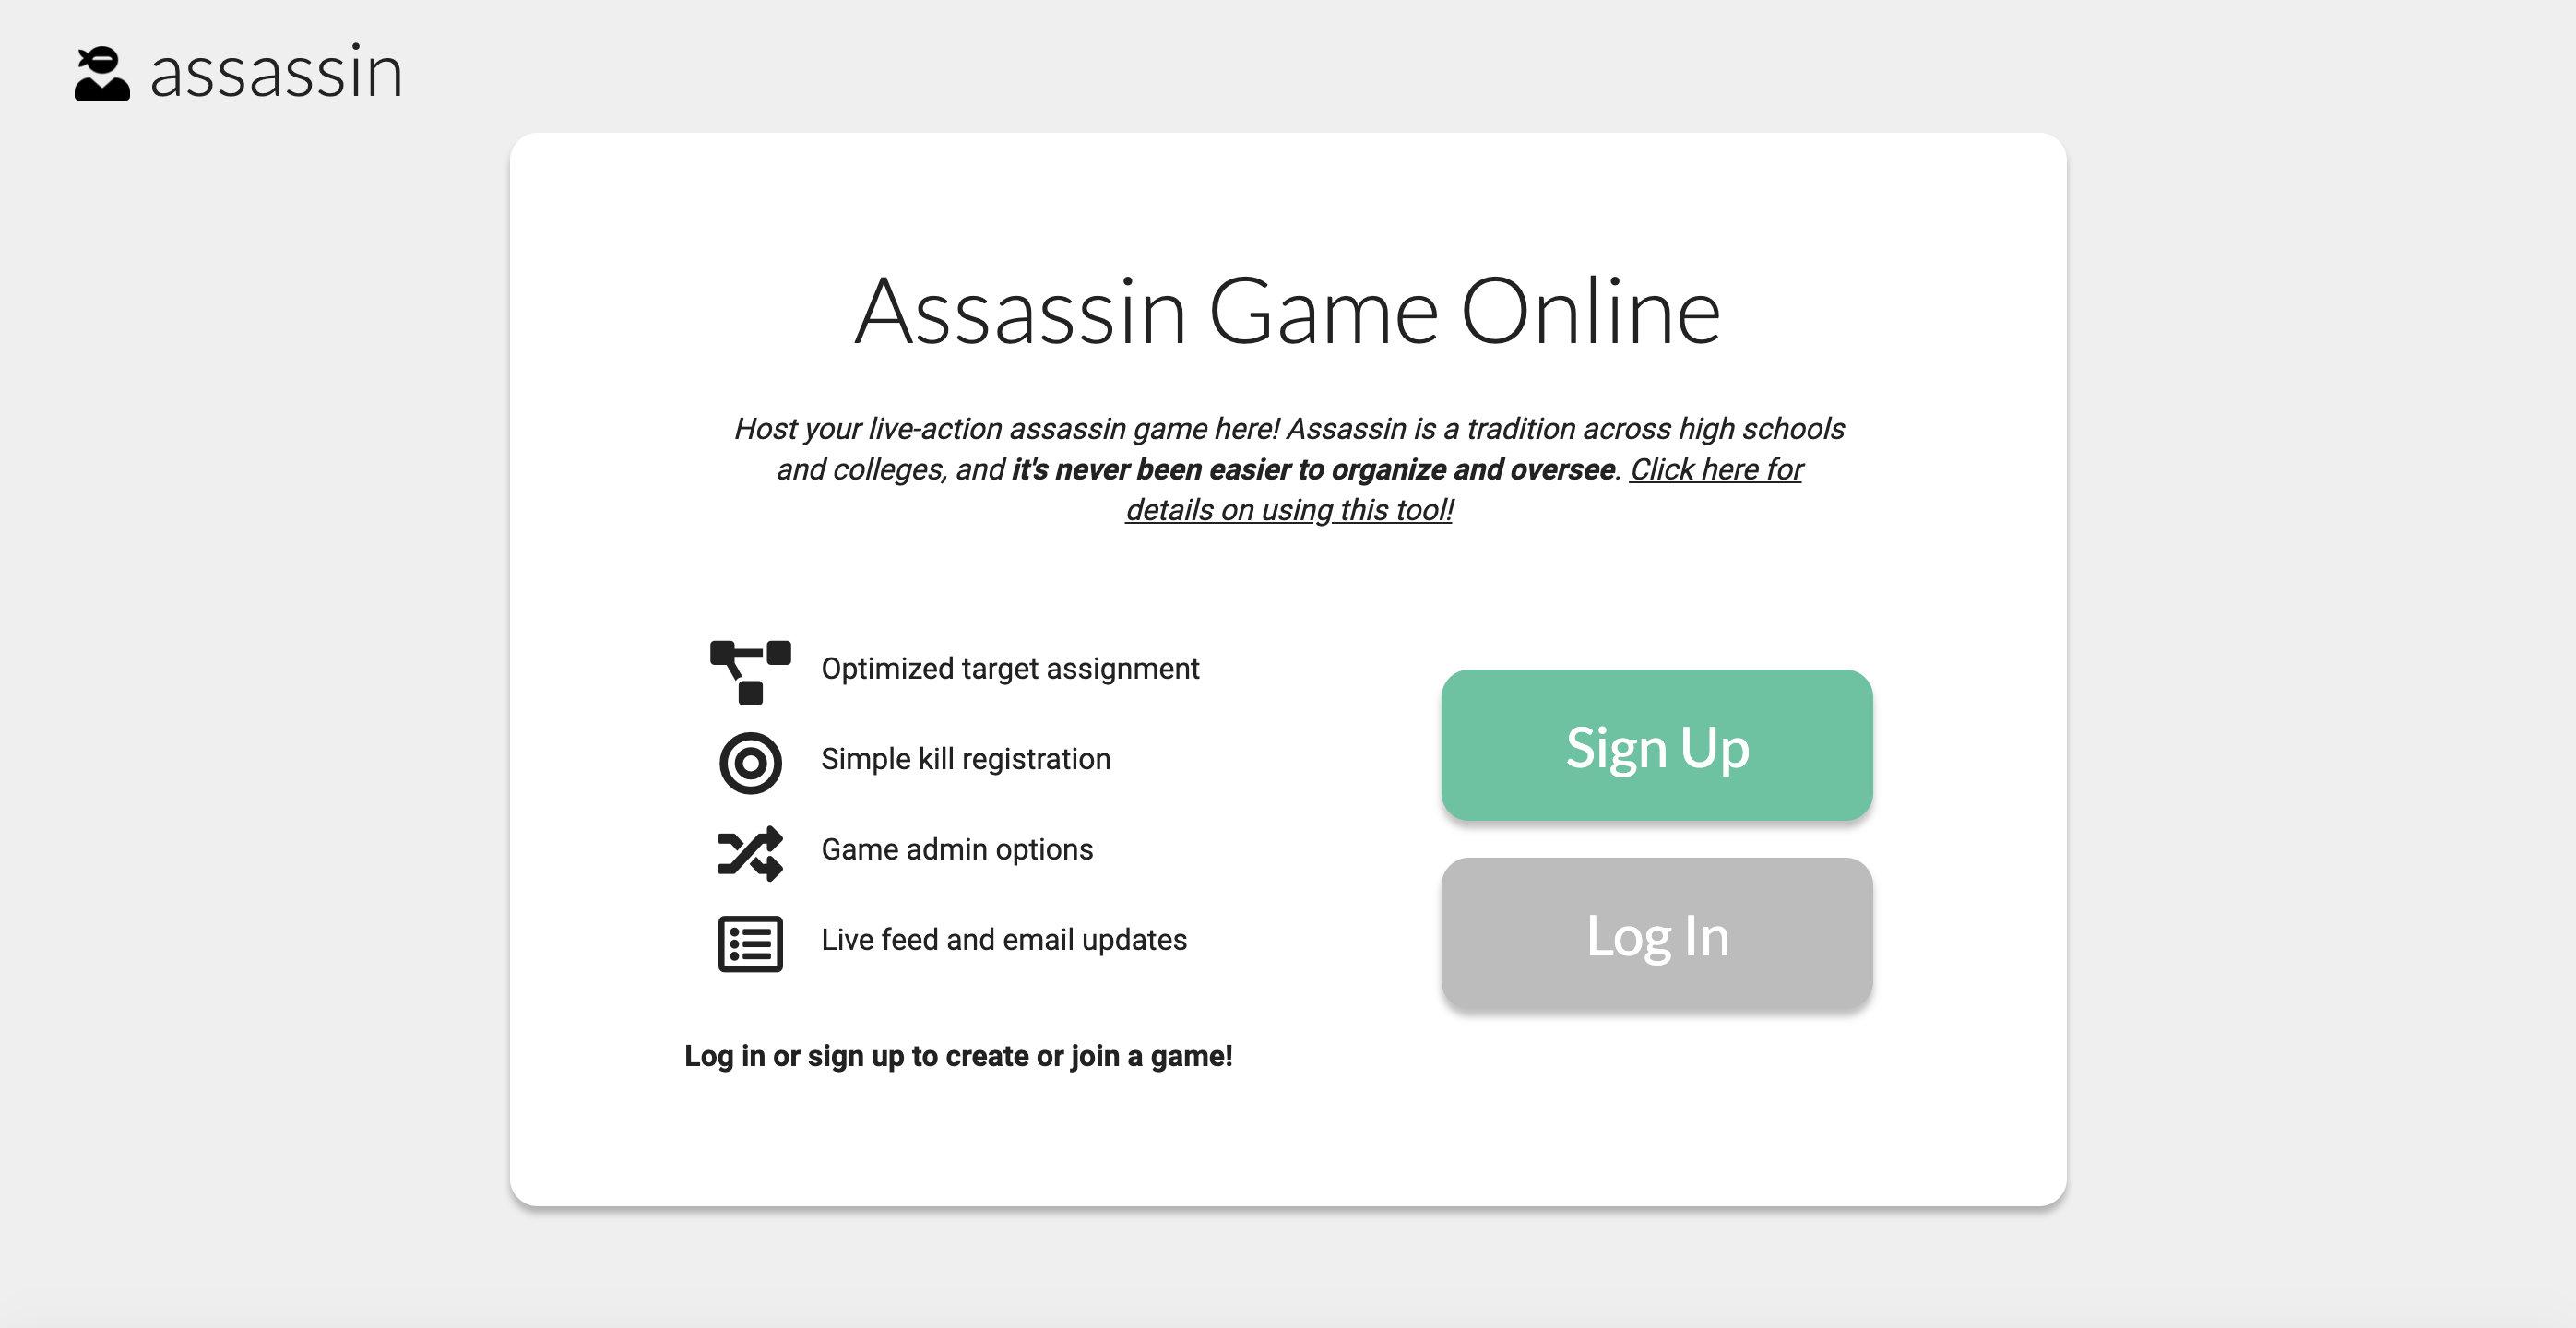 assassin
Assassin Game Online
Host your live-action assassin game here! Assassin is a tradition across high schools
and colleges, and it's never been easier to organize and oversee. Click here for
details on using this tool!
Optimized target assignment
Simple kill registration
Game admin options
Live feed and email updates
Log in or sign up to create or join a game!
Sign Up
Log In